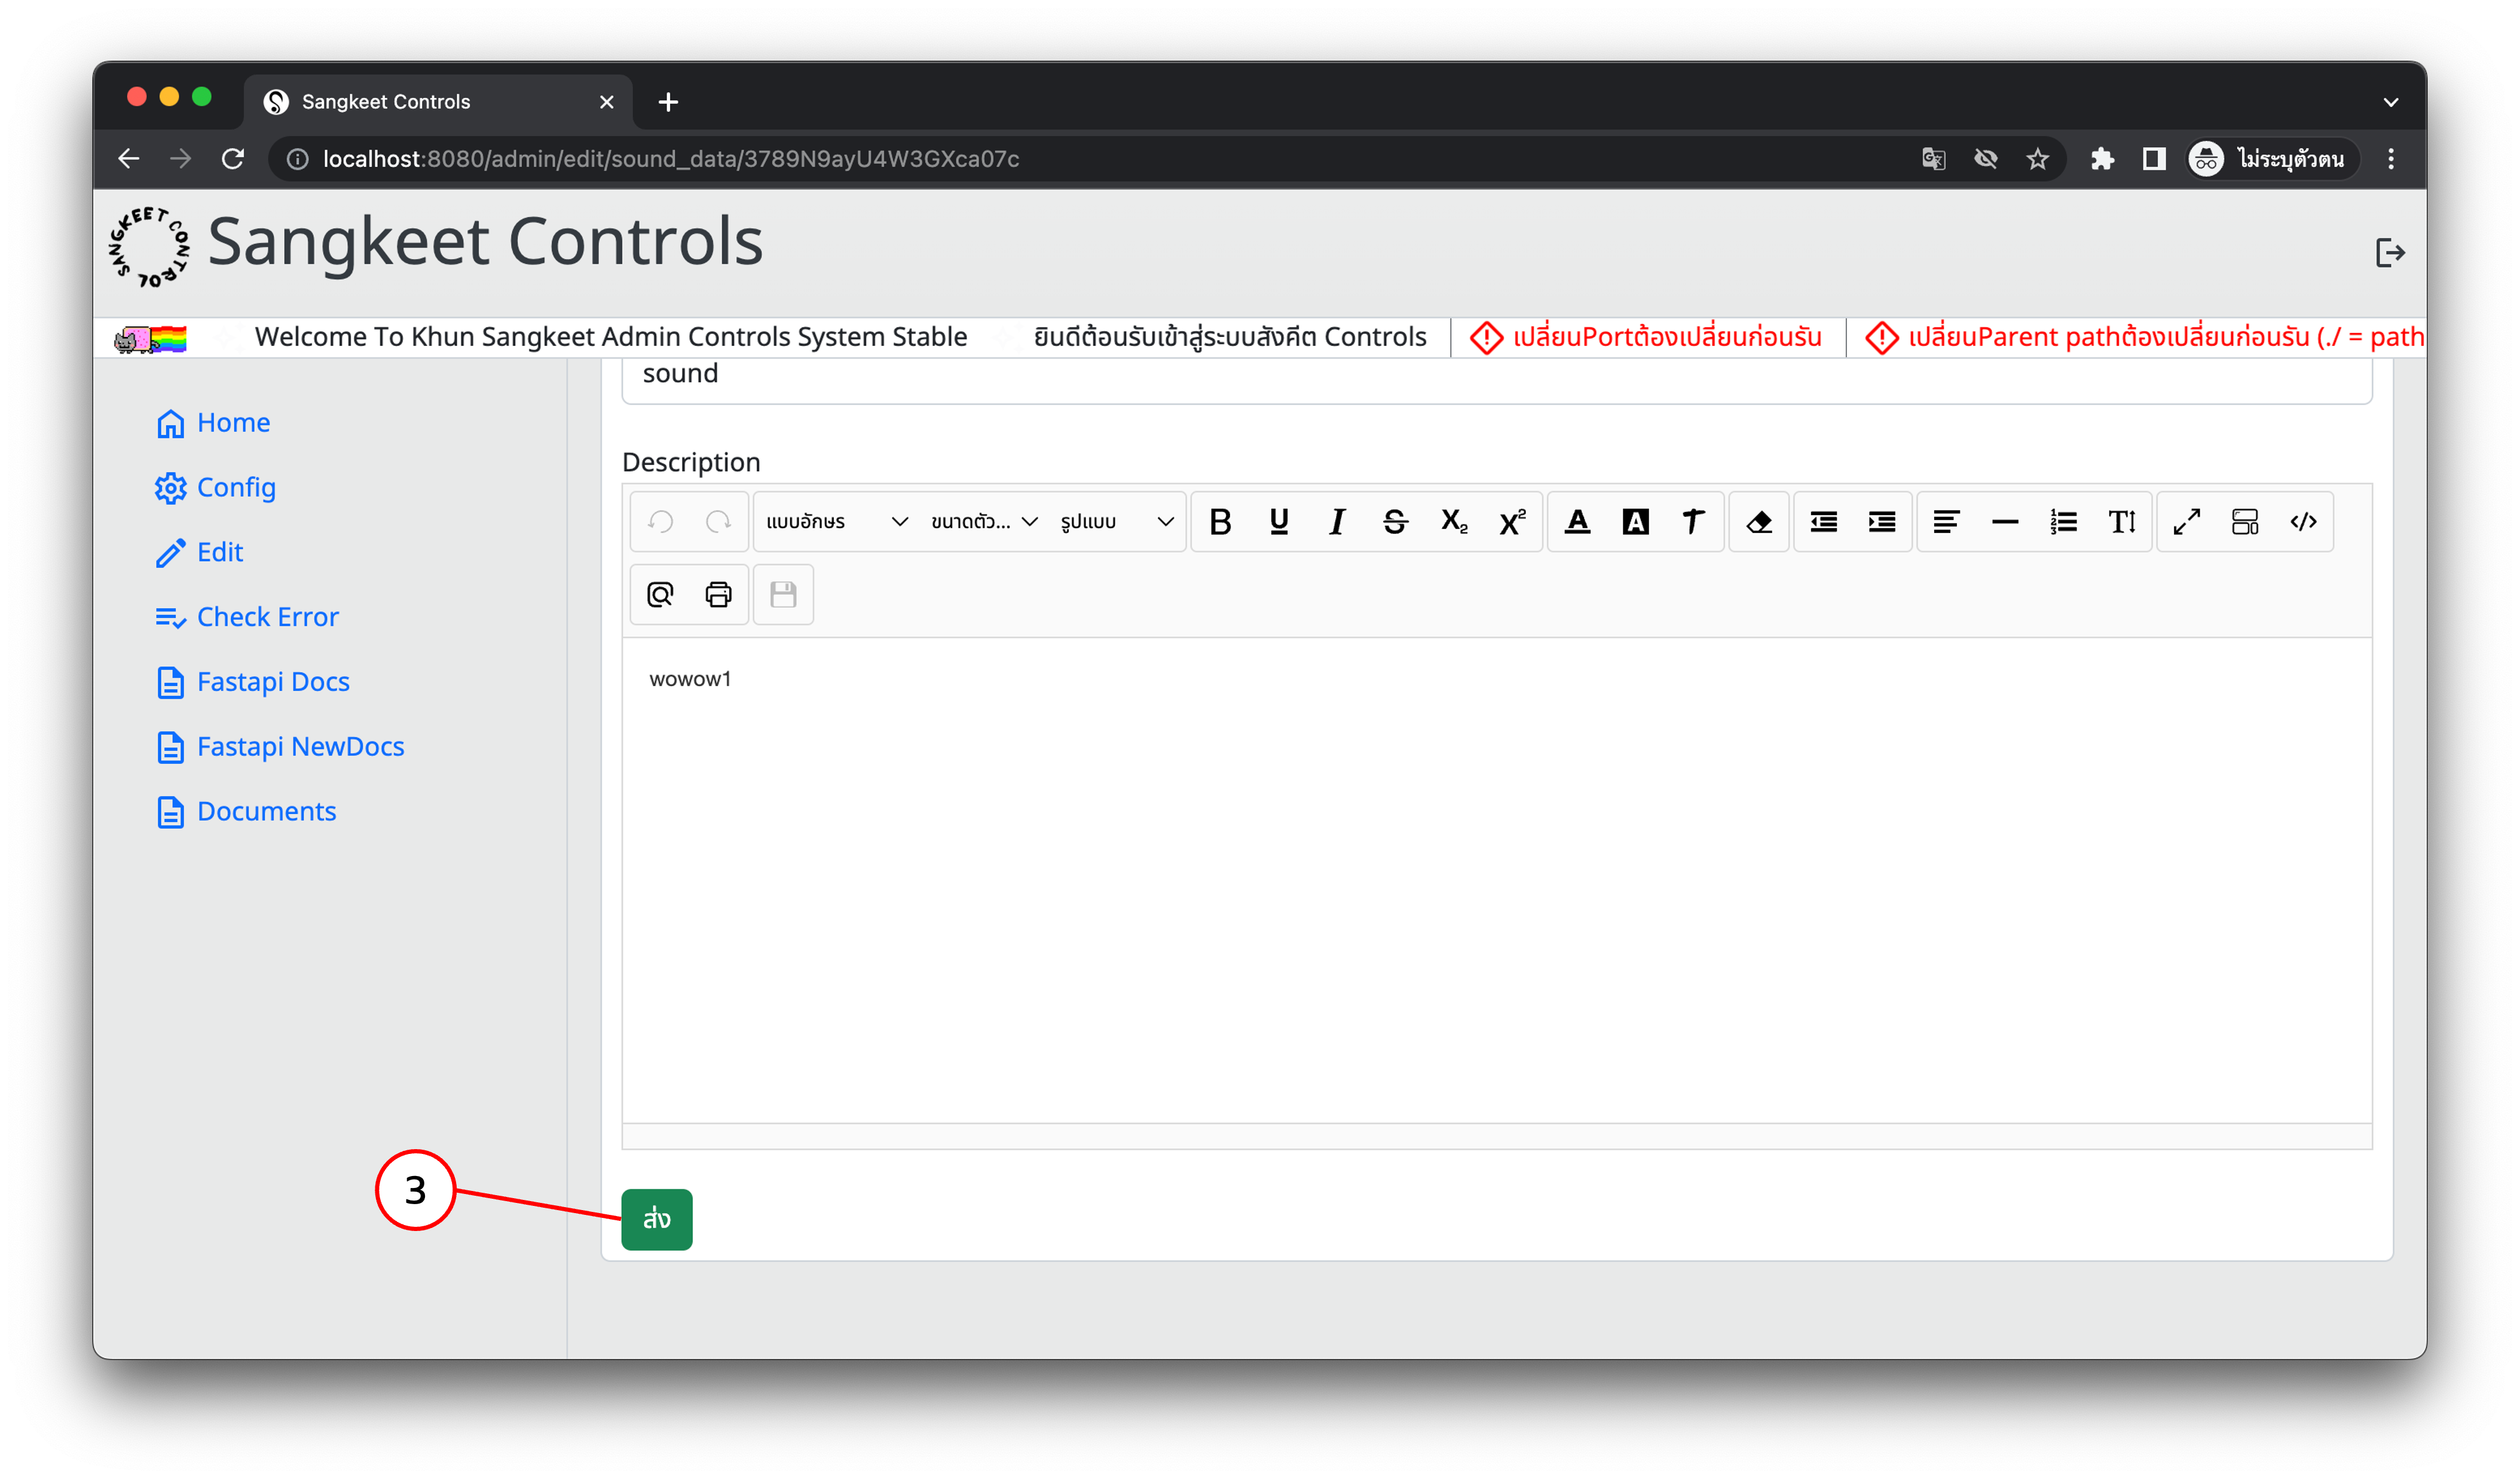 Sangkeet Controls
localhost:8080/admin/edit/sound_data/3789N9ayU4W3GXca07c
ไม่ระบุตัวตน
SANGKEET CONTROL
Sangkeet Controls
Welcome To Khun Sangkeet Admin Controls System Stable
ยินดีต้อนรับเข้าสู่ระบบสังคีต Controls
เปลี่ยนPortต้องเปลี่ยนก่อนรัน
เปลี่ยนParent pathต้องเปลี่ยนก่อนรัน (./ = path
Home
Config
Edit
Check Error
Fastapi Docs
Fastapi NewDocs
Documents
sound
Description
แบบอักษร ขนาดตัว... รูปแบบ
wowow1
3
ส่ง